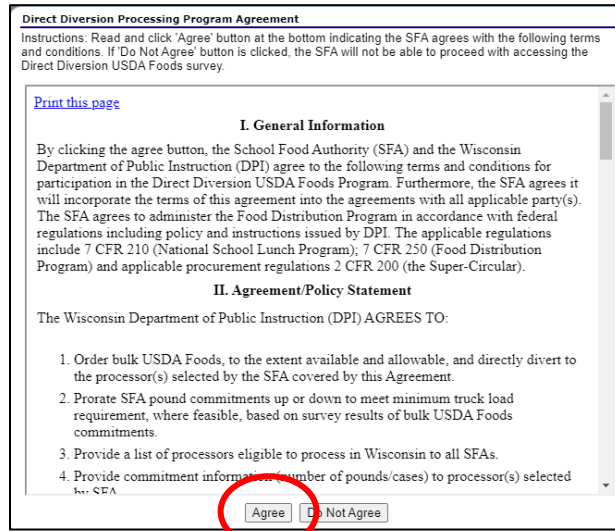 Direct Diversion Processing Program Agreement
Instructions: Read and click 'Agree' button at the bottom indicating the SFA agrees with the following terms
and conditions. If 'Do Not Agree' button is clicked, the SFA will not be able to proceed with accessing the
Direct Diversion USDA Foods survey.
Print this page
I. General Information
By clicking the agree button, the School Food Authority (SFA) and the Wisconsin
Department of Public Instruction (DPI) agree to the following terms and conditions for
participation in the Direct Diversion USDA Foods Program. Furthermore, the SFA agrees it
will incorporate the terms of this agreement into the agreements with all applicable party(s).
The SFA agrees to administer the Food Distribution Program in accordance with federal
regulations including policy and instructions issued by DPI. The applicable regulations
include 7 CFR 210 (National School Lunch Program); 7 CFR 250 (Food Distribution
Program) and applicable procurement regulations 2 CFR 200 (the Super-Circular).
II. Agreement/Policy Statement
The Wisconsin Department of Public Instruction (DPI) AGREES TO:
1. Order bulk USDA Foods, to the extent available and allowable, and directly divert to
the processor(s) selected by the SFA covered by this Agreement.
2. Prorate SFA pound commitments up or down to meet minimum truck load
requirement, where feasible, based on survey results of bulk USDA Foods
commitments.
3. Provide a list of processors eligible to process in Wisconsin to all SFAs.
4. Provide commitment information (number of pounds/cases) to processor(s) selected
by SFA
Agree
Do Not Agree